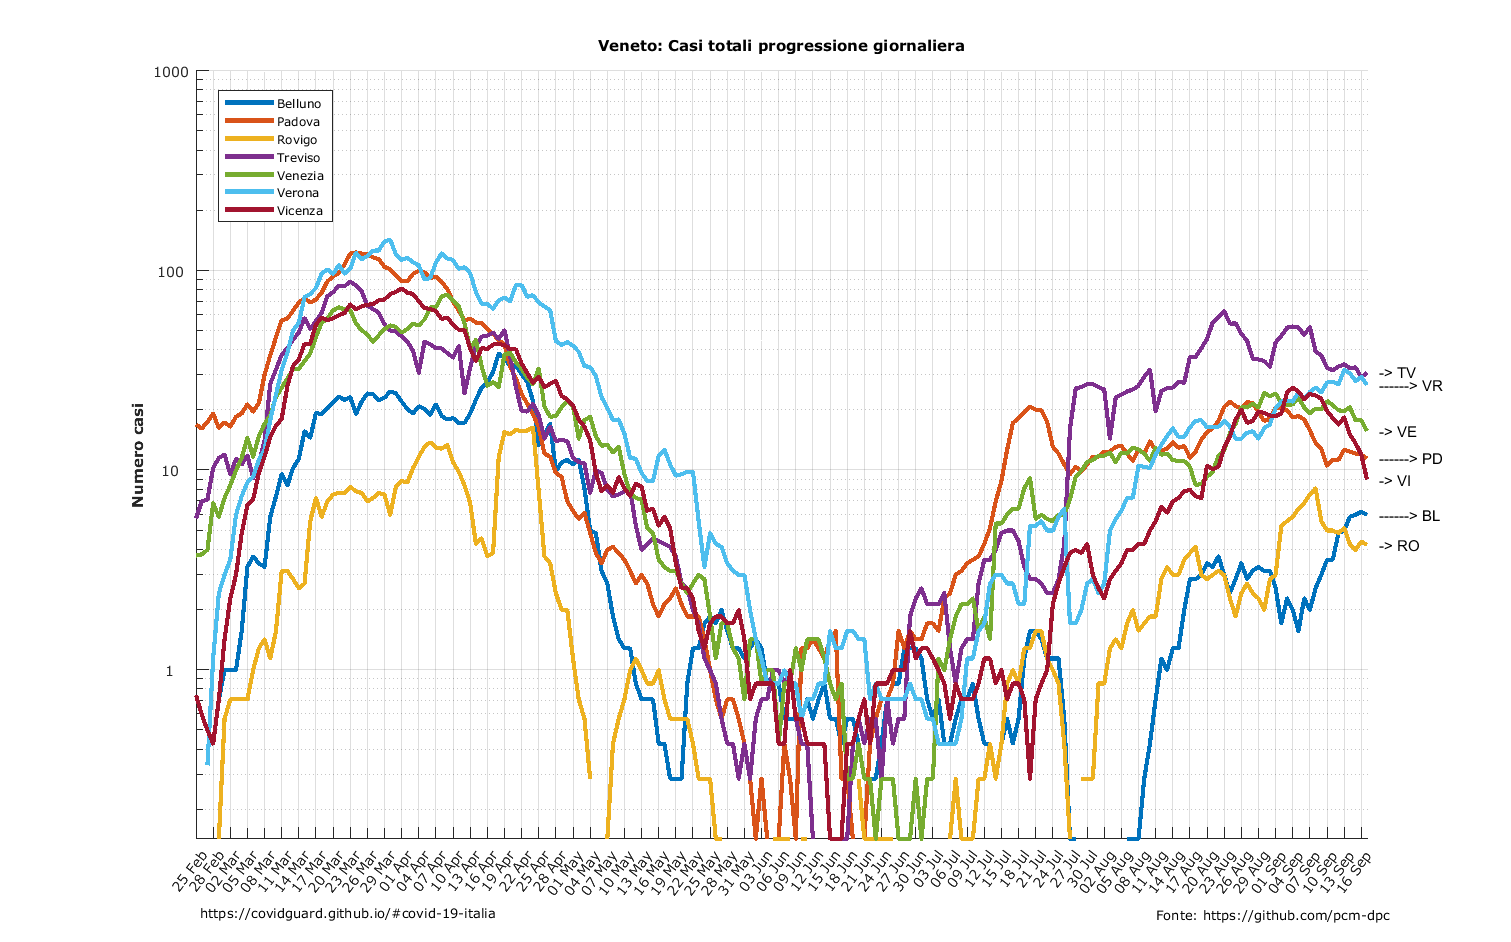 Veneto: Casi totali progressione giornaliera
1000
100
10
1
Numero casi
Belluno
Padova
Rovigo
Treviso
Venezia
Verona
Vicenza
-> TV
------> VR
-> VE
------> PD
-> VI
------> BL
-> RO
25 Feb
28 Feb
02 Mar
05 Mar
08 Mar
11 Mar
14 Mar
17 Mar
20 Mar
23 Mar
26 Mar
29 Mar
01 Apr
04 Apr
07 Apr
10 Apr
13 Apr
16 Apr
19 Apr
22 Apr
25 Apr
28 Apr
01 May
04 May
07 May
10 May
13 May
16 May
19 May
22 May
25 May
28 May
31 May
03 Jun
06 Jun
09 Jun
12 Jun
15 Jun
18 Jun
21 Jun
24 Jun
27 Jun
30 Jun
03 Jul
06 Jul
09 Jul
12 Jul
15 Jul
18 Jul
21 Jul
24 Jul
27 Jul
30 Jul
02 Aug
05 Aug
08 Aug
11 Aug
14 Aug
17 Aug
20 Aug
23 Aug
26 Aug
29 Aug
01 Sep
04 Sep
07 Sep
10 Sep
13 Sep
16 Sep
https://covidguard.github.io/#covid-19-italia
Fonte: https://github.com/pcm-dpc